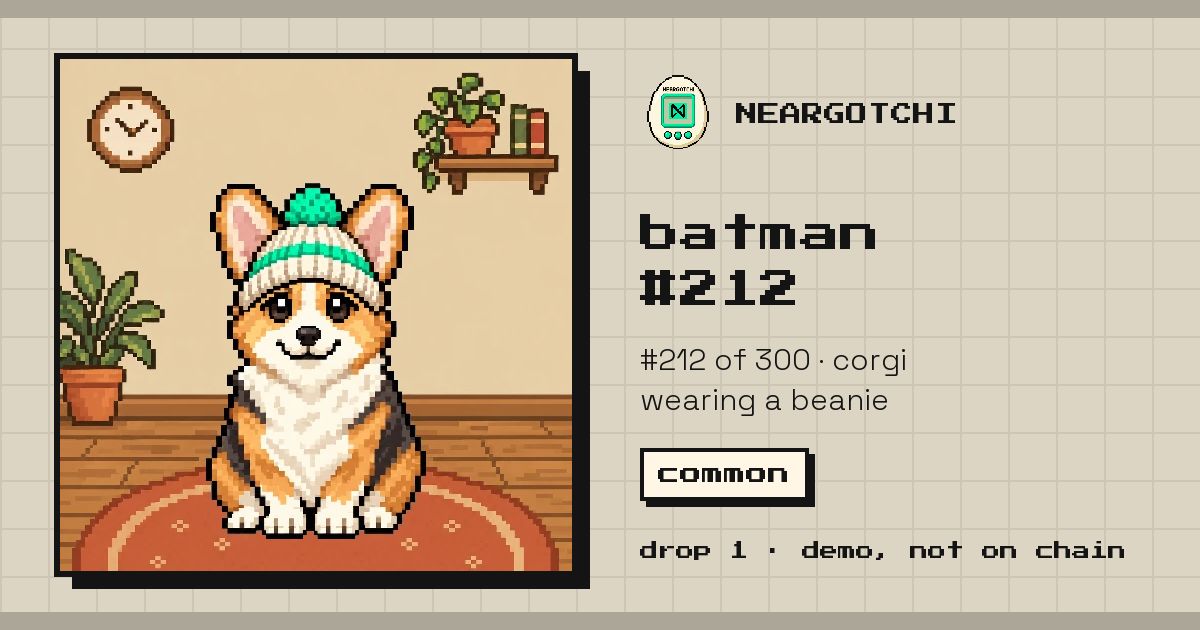 NEARGOTCHI
NEARGOTCHI
batman
#212
#212 of 300 · corgi
wearing a beanie
common
drop 1 · demo, not on chain